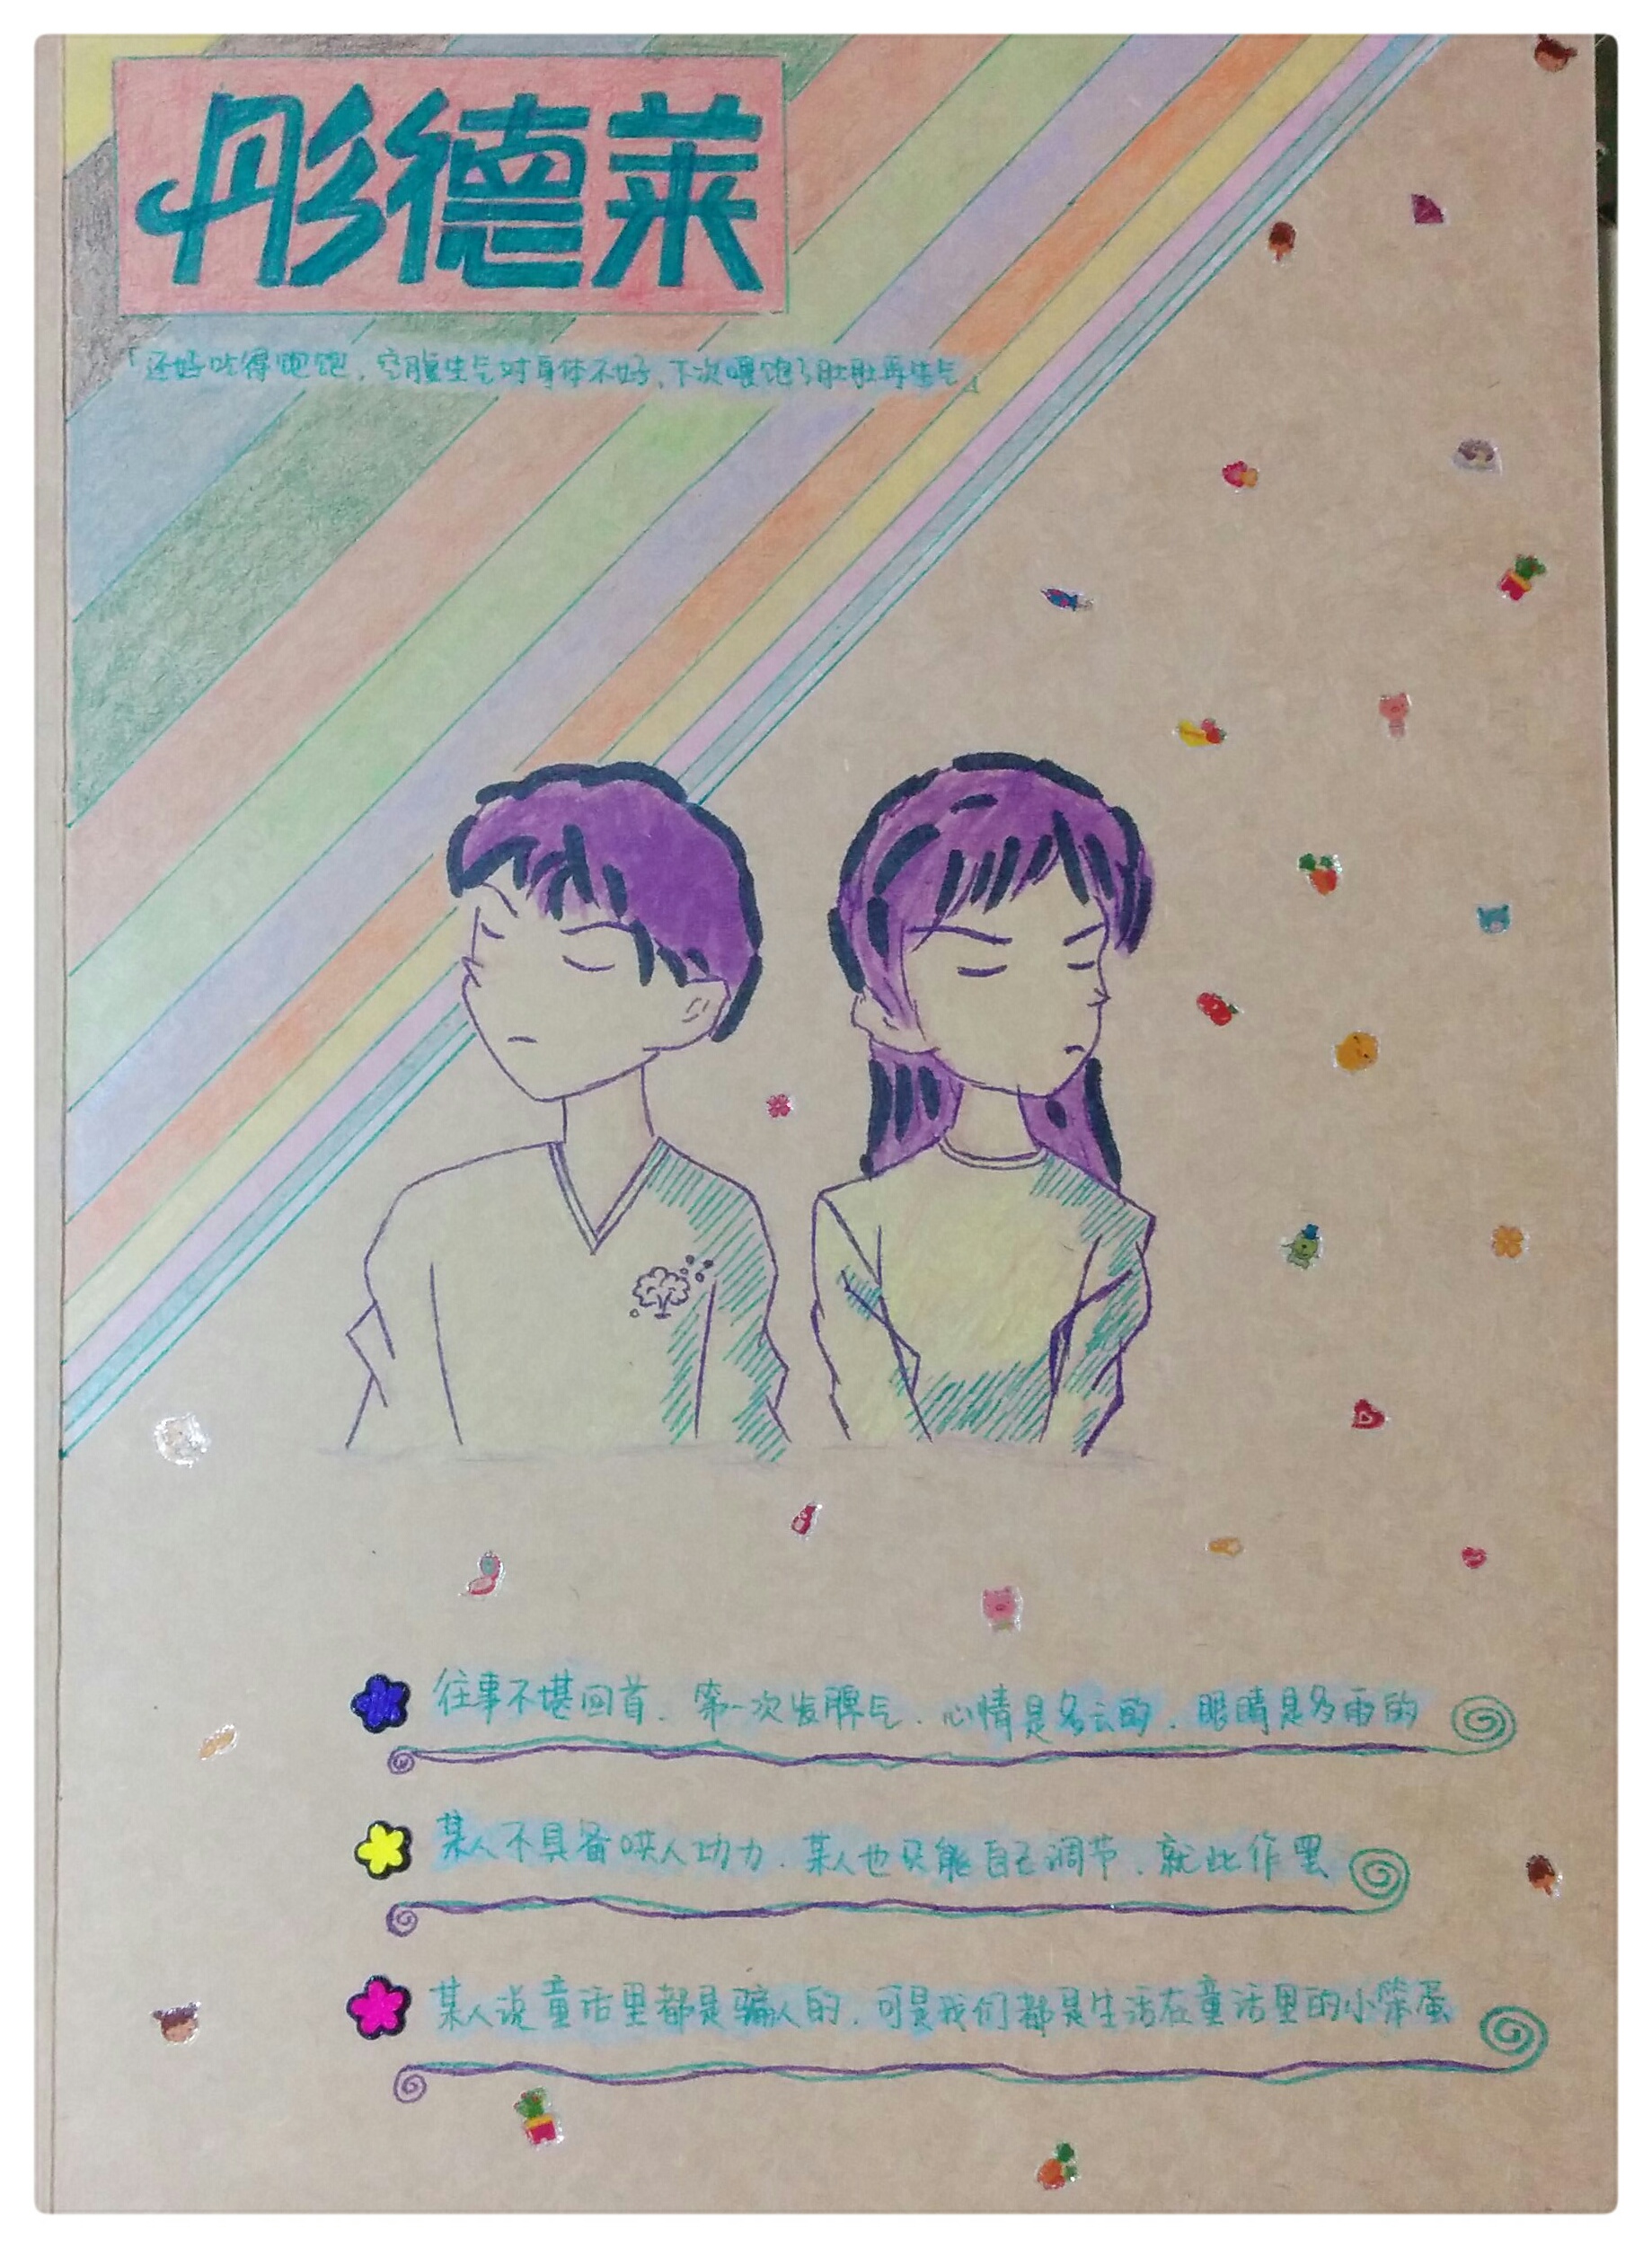 彤德莱
「还好吃得饱饱，空腹生气对身体不好，下次喂饱了肚肚再生气」
往事不堪回首，第一次发脾气，心情是多云的，眼睛是多雨的
某人不具备哄人功力，某人也只能自己调节，就此作罢
某人说童话里都是骗人的，可是我们都是生活在童话里的小笨蛋